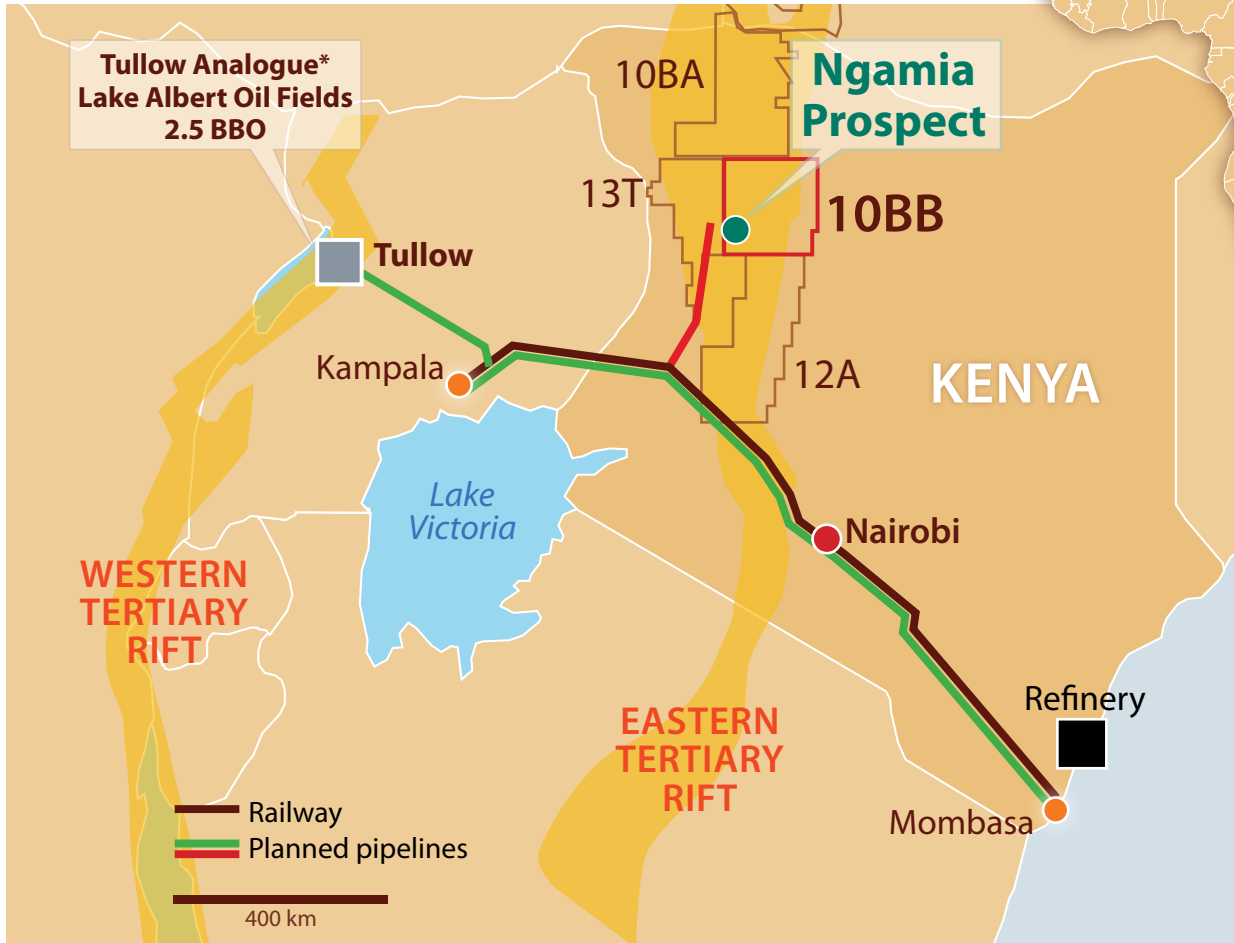 Tullow Analogue*
Lake Albert Oil Fields
2.5 BBO
10BA
Ngamia
Prospect
13T
10BB
Tullow
Kampala
12A
KENYA
Lake
Victoria
Nairobi
WESTERN
TERTIARY
RIFT
Refinery
EASTERN
TERTIARY
RIFT
Railway
Mombasa
Planned pipelines
400 km